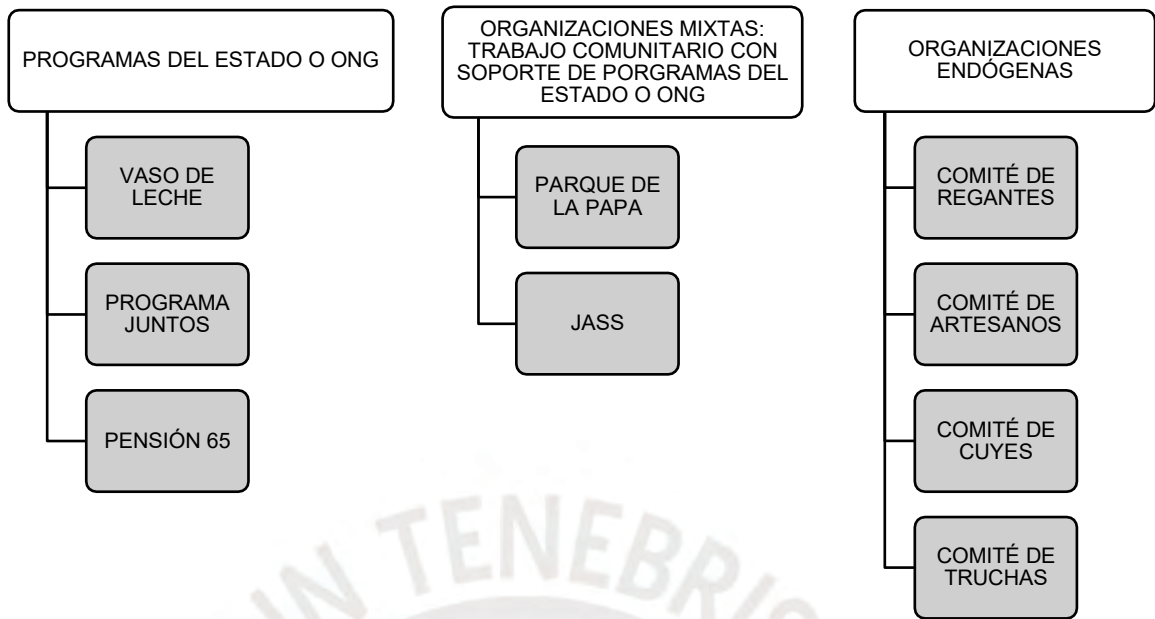 PROGRAMAS DEL ESTADO O ONG
VASO DE
LECHE
PROGRAMA
JUNTOS
PENSIÓN 65
ORGANIZACIONES MIXTAS:
TRABAJO COMUNITARIO CON
SOPORTE DE PORGRAMAS DEL
ESTADO O ONG
PARQUE DE
LA PAPA
JASS
ORGANIZACIONES
ENDÓGENAS
COMITÉ DE
REGANTES
COMITÉ DE
ARTESANOS
COMITÉ DE
CUYES
COMITÉ DE
TRUCHAS
IN TENEBRIS